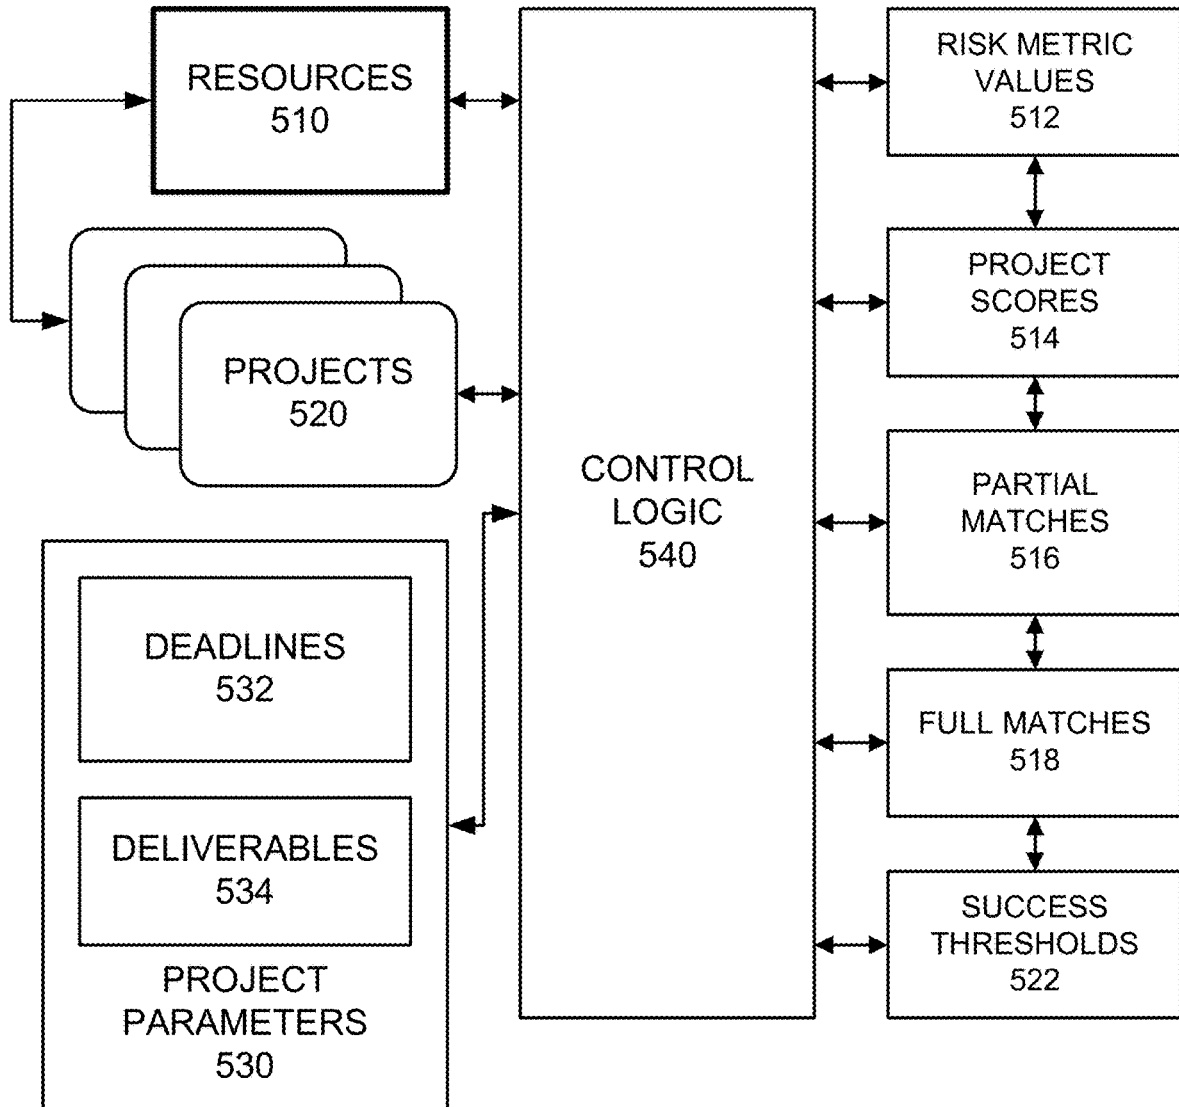 RESOURCES
510
PROJECTS
520
DEADLINES
532
DELIVERABLES
534
PROJECT
PARAMETERS
530
CONTROL
LOGIC
540
RISK METRIC
VALUES
512
PROJECT
SCORES
514
PARTIAL
MATCHES
516
FULL MATCHES
518
SUCCESS
THRESHOLDS
522